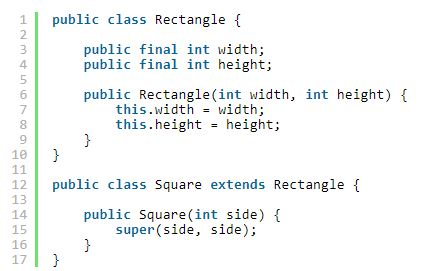 1 public class Rectangle {
2
3     public final int width;
4     public final int height;
5
6     public Rectangle(int width, int height) {
7         this.width = width;
8         this.height = height;
9     }
10 }
11
12 public class Square extends Rectangle {
13
14     public Square(int side) {
15         super(side, side);
16     }
17 }